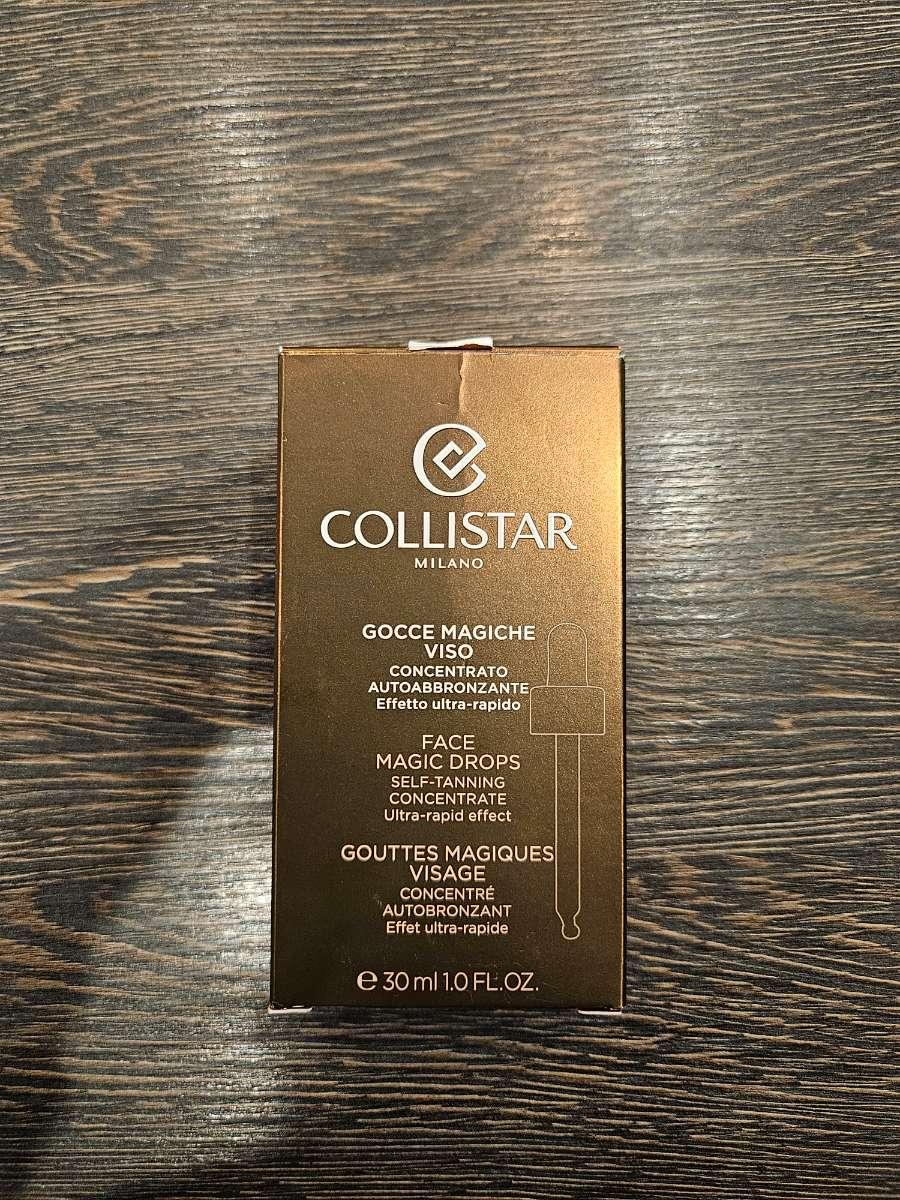 COLLISTAR
MILANO
GOCCE MAGICHE
VISO
CONCENTRATO
AUTOABBRONZANTE
Effetto ultra-rapido
FACE
MAGIC DROPS
SELF-TANNING
CONCENTRATE
Ultra-rapid effect
GOUTTES MAGIQUES
VISAGE
CONCENTRÉ
AUTOBRONZANT
Effet ultra-rapide
℮ 30 ml 1.0 FL.OZ.